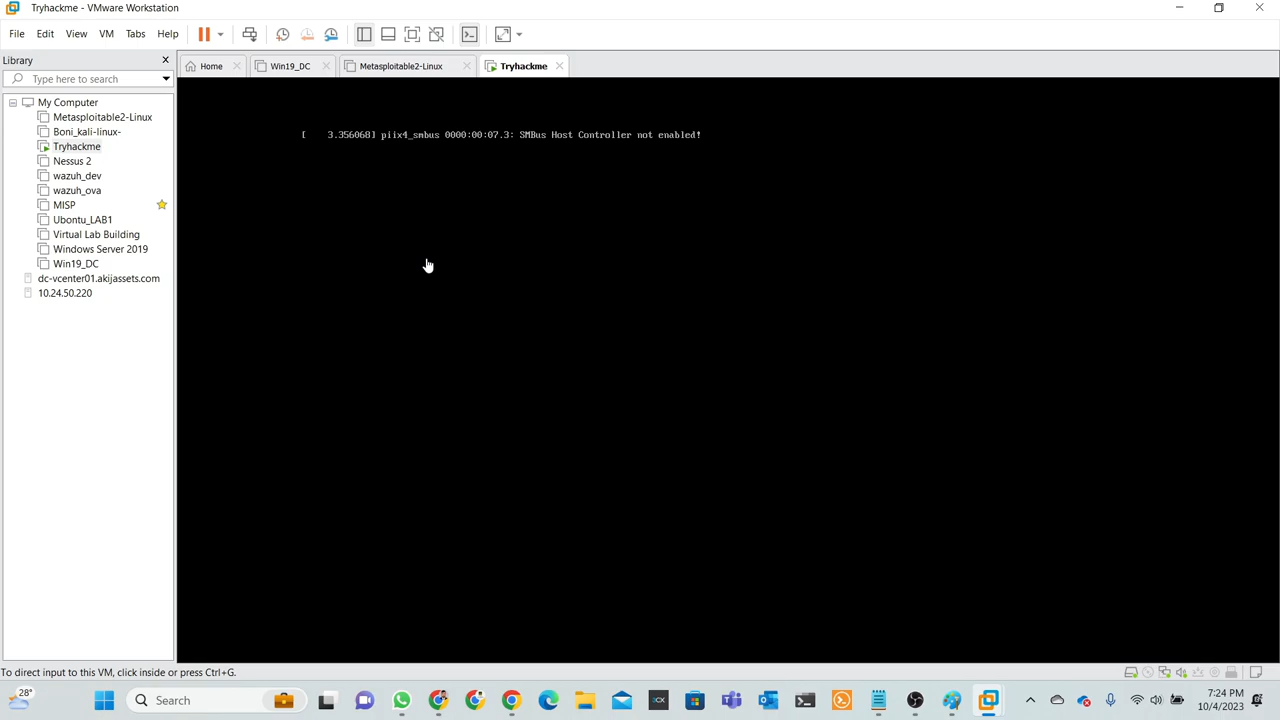 Tryhackme - VMware Workstation
File Edit View VM Tabs Help
Library
Type here to search
My Computer
Metasploitable2-Linux
Boni_kali-linux-
Tryhackme
Nessus 2
wazuh_dev
wazuh_ova
MISP
Ubontu_LAB1
Virtual Lab Building
Windows Server 2019
Win19_DC
dc-vcenter01.akijassets.com
10.24.50.220
Home Win19_DC Metasploitable2-Linux Tryhackme
[    3.356068] piix4_smbus 0000:00:07.3: SMBus Host Controller not enabled!
To direct input to this VM, click inside or press Ctrl+G.
28°
Search
CX
7:24 PM
10/4/2023